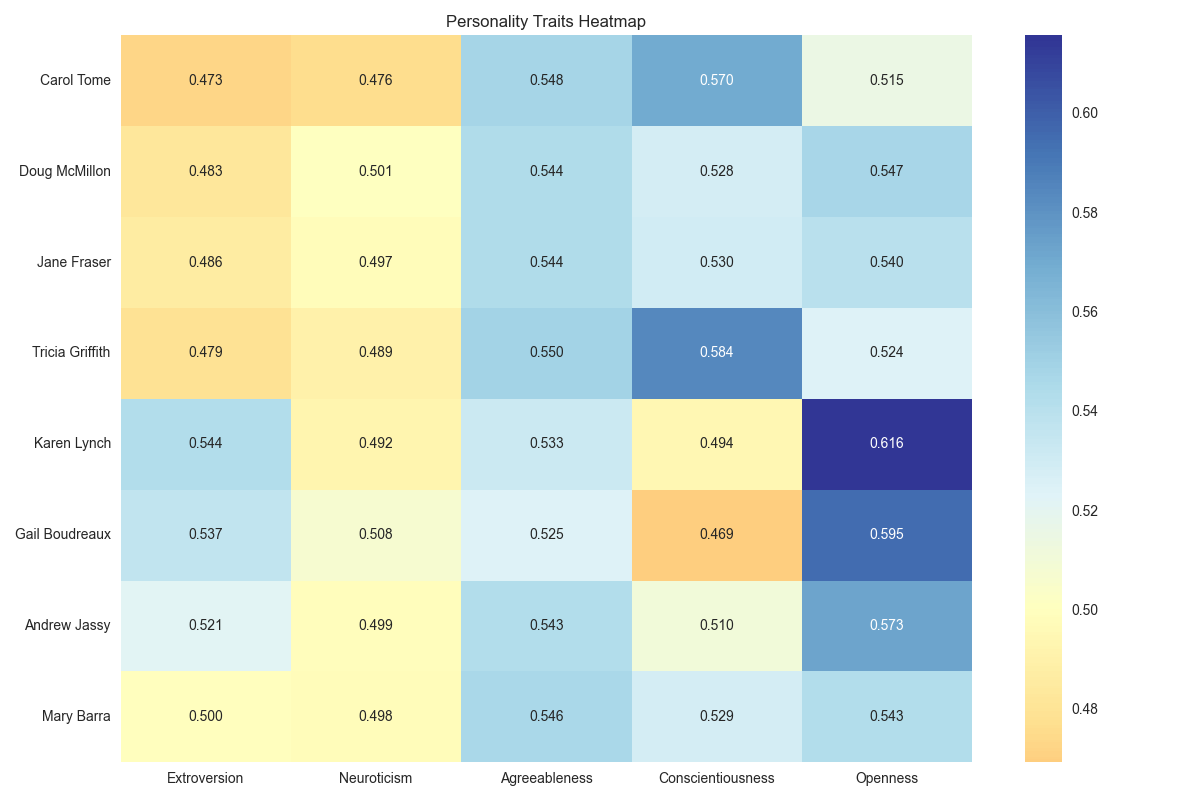 Personality Traits Heatmap
Carol Tome 0.473 0.476 0.548 0.570 0.515
Doug McMillon 0.483 0.501 0.544 0.528 0.547
Jane Fraser 0.486 0.497 0.544 0.530 0.540
Tricia Griffith 0.479 0.489 0.550 0.584 0.524
Karen Lynch 0.544 0.492 0.533 0.494 0.616
Gail Boudreaux 0.537 0.508 0.525 0.469 0.595
Andrew Jassy 0.521 0.499 0.543 0.510 0.573
Mary Barra 0.500 0.498 0.546 0.529 0.543
Extroversion Neuroticism Agreeableness Conscientiousness Openness
0.60
0.58
0.56
0.54
0.52
0.50
0.48